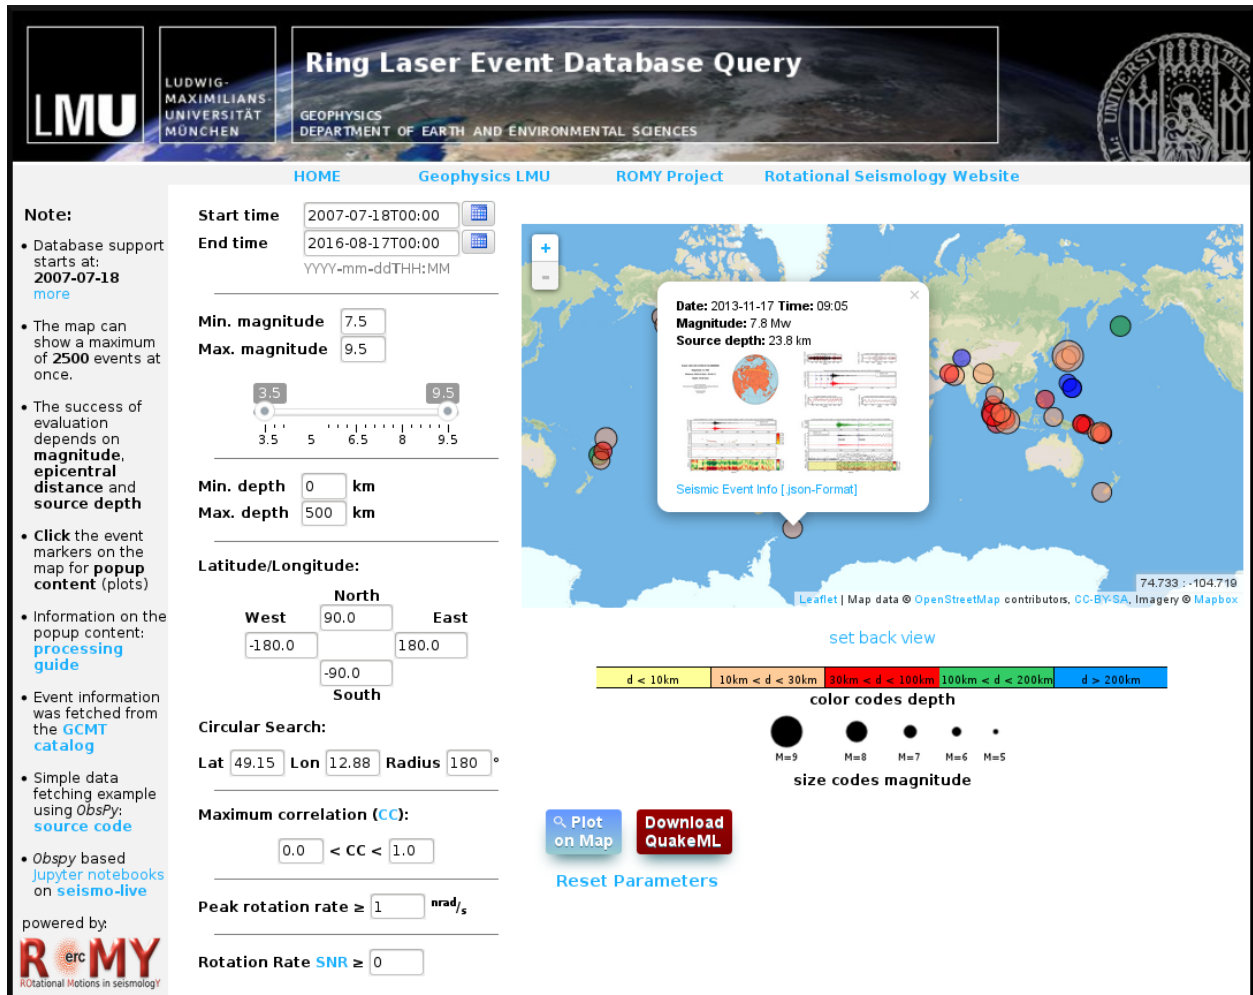 LMU
LUDWIG-
MAXIMILIANS-
UNIVERSITÄT
MÜNCHEN
Ring Laser Event Database Query
GEOPHYSICS
DEPARTMENT OF EARTH AND ENVIRONMENTAL SCIENCES
HOME Geophysics LMU ROMY Project Rotational Seismology Website
Note:
• Database support
starts at:
2007-07-18
more
• The map can
show a maximum
of 2500 events at
once.
• The success of
evaluation
depends on
magnitude,
epicentral
distance and
source depth
• Click the event
markers on the
map for popup
content (plots)
• Information on the
popup content:
processing
guide
• Event information
was fetched from
the GCMT
catalog
• Simple data
fetching example
using ObsPy:
source code
• Obspy based
Jupyter notebooks
on seismo-live
powered by:
ROMY
erc
ROtational Motions in seismologY
Start time 2007-07-18T00:00
End time 2016-08-17T00:00
YYYY-mm-ddTHH:MM
Min. magnitude 7.5
Max. magnitude 9.5
3.5 9.5
3.5 5 6.5 8 9.5
Min. depth 0 km
Max. depth 500 km
Latitude/Longitude:
North
West 90.0 East
-180.0 180.0
-90.0
South
Circular Search:
Lat 49.15 Lon 12.88 Radius 180 °
Maximum correlation (CC):
0.0 < CC < 1.0
Peak rotation rate ≥ 1 nrad/s
Rotation Rate SNR ≥ 0
+
-
×
Date: 2013-11-17 Time: 09:05
Magnitude: 7.8 Mw
Source depth: 23.8 km
Seismic Event Info [.json-Format]
74.733 : -104.719
Leaflet | Map data © OpenStreetMap contributors, CC-BY-SA, Imagery © Mapbox
set back view
d < 10km 10km < d < 30km 30km < d < 100km 100km < d < 200km d > 200km
color codes depth
M=9 M=8 M=7 M=6 M=5
size codes magnitude
Plot
on Map
Download
QuakeML
Reset Parameters